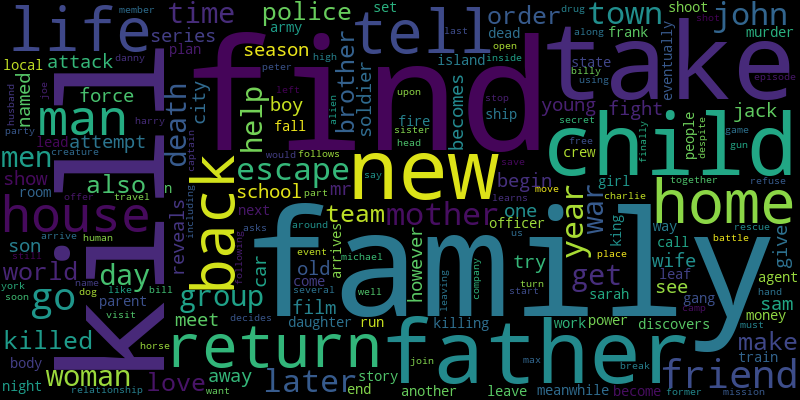 life
time
police
set
order
town
shoot
john
series
army
tell
dead
frank
murder
plan
season
brother
soldier
open
island
inside
along
drug
state
billy
using
eventually
take
shot
episode
member
danny
last
high
peter
left
local
attack
death
city
find
alien
husband
named
joe
force
man
party
harry
lead
attempt
creature
help
boy
fall
fire
sister
head
becomes
ship
stop
young
fight
secret
free
crew
finally
people
despite
jack
game
gun
men
show
room
offer
also
travel
captain
including
reveals
back
would
follows
escape
school
part
mr
say
new
upon
save
begin
learns
girl
move
charlie
child
together
refuse
home
house
kill
son
arrive
human
day
next
asks
following
team
mother
one
officer
us
year
war
place
king
way
battle
rescue
call
give
world
still
name
dog
like
bill
parent
visit
york
soon
go
group
car
around
event
old
come
several
arrives
michael
family
however
leaving
company
try
turn
start
get
sarah
wife
see
leaf
agent
hand
gang
camp
sam
money
must
meet
decides
film
daughter
run
well
killing
work
power
discovers
make
train
killed
body
horse
return
father
join
max
break
friend
night
woman
relationship
love
want
away
later
end
story
another
leave
meanwhile
become
former
mission